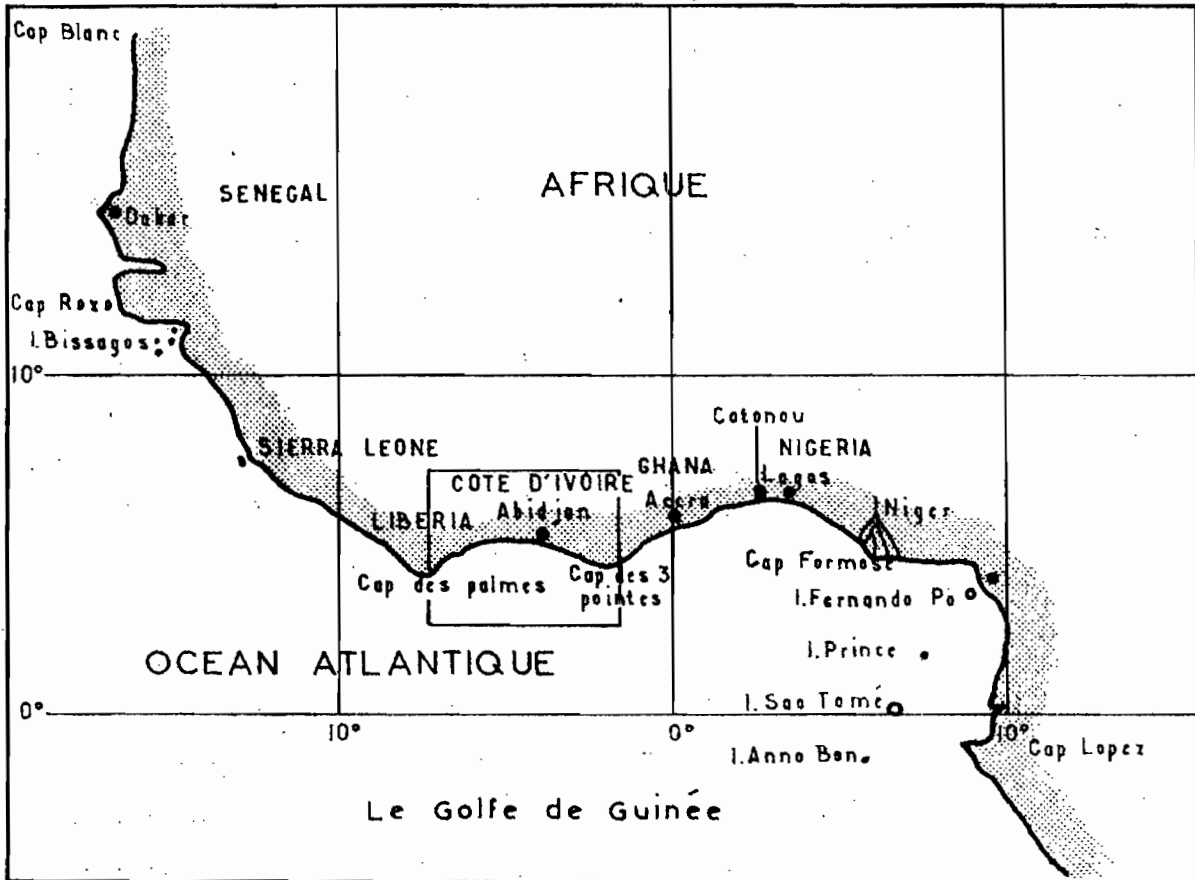 Cap Blanc
SENEGAL
AFRIQUE
Dakar
Cap Roxo
I.Bissagos
10°
Cotonou
SIERRA LEONE
GHANA
NIGERIA
COTE D'IVOIRE
Lagos
LIBERIA
Abidjan
Accra
Niger
Cap des palmes
Cap des 3
pointes
Cap Formose
I.Fernando Po
I.Prince
OCEAN ATLANTIQUE
I.Sao Tomé
0°
10°
0°
10°
Cap Lopez
I.Anno Bon
Le Golfe de Guinée